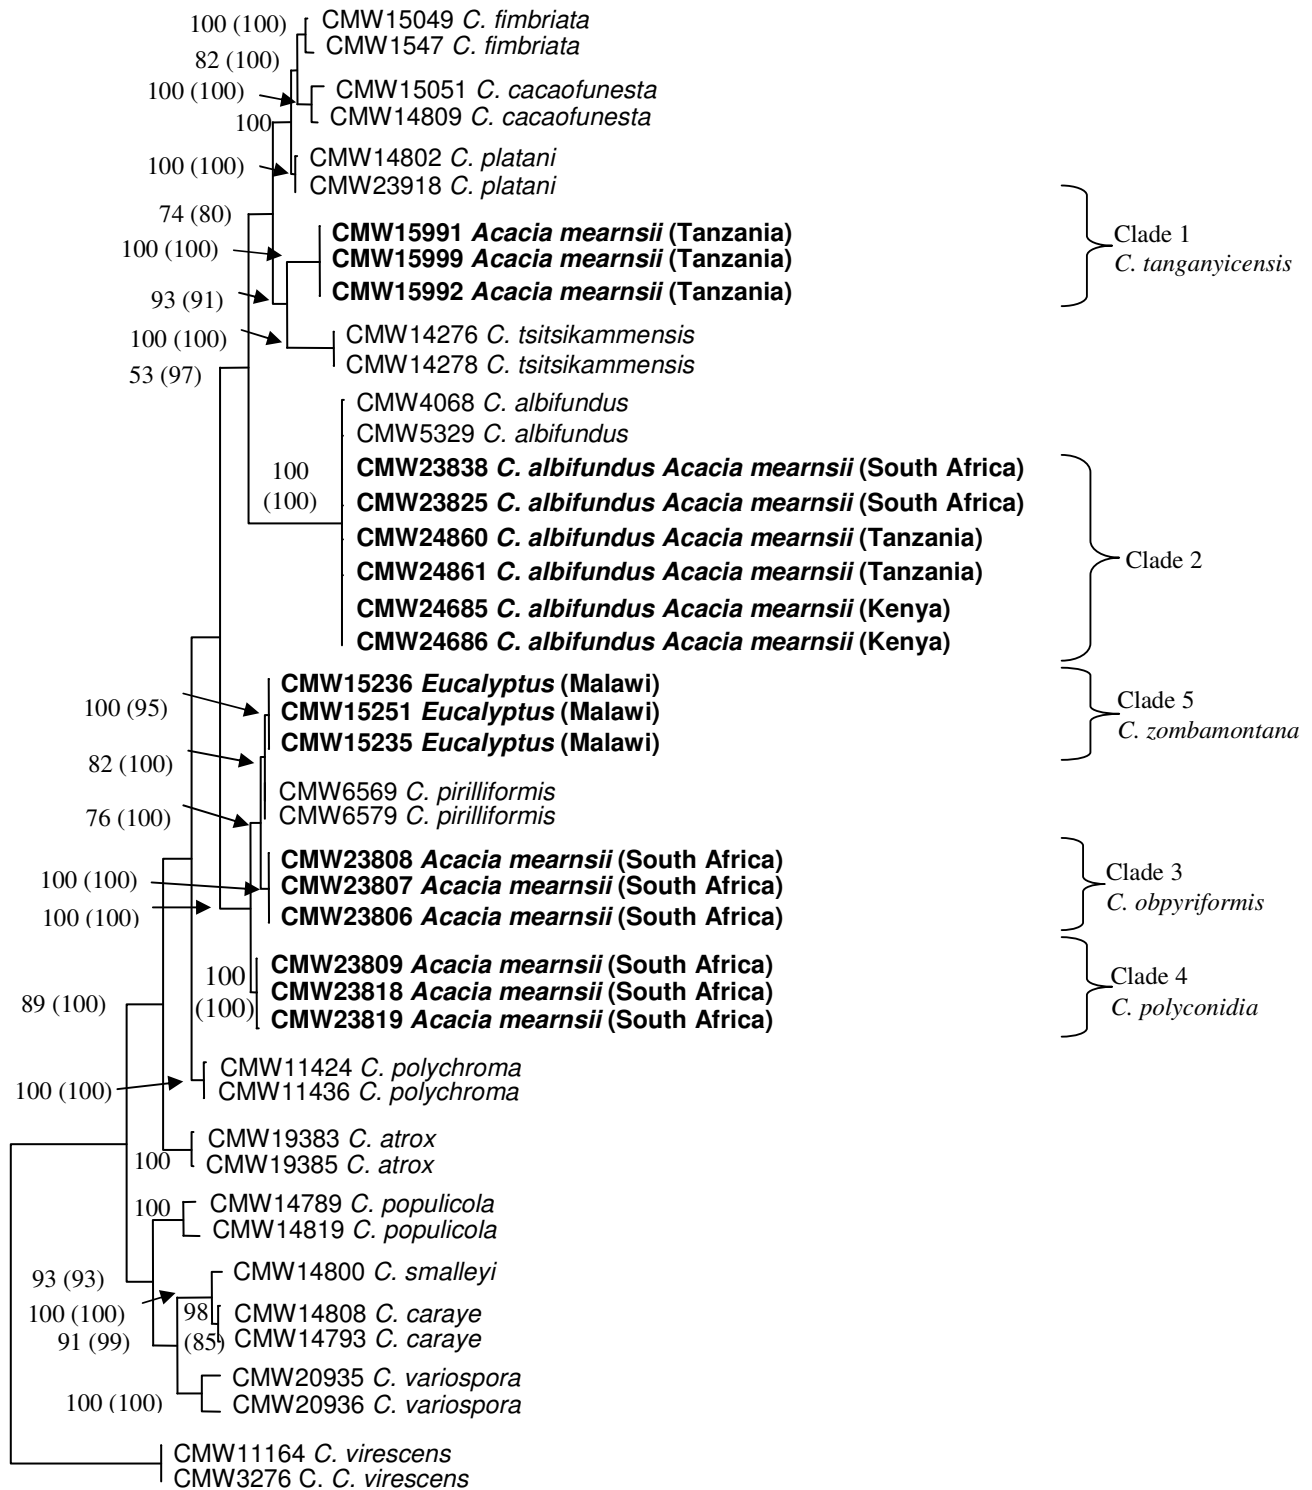 100 (100)
CMW15049 C. fimbriata
CMW1547 C. fimbriata
82 (100)
100 (100)
CMW15051 C. cacaofunesta
CMW14809 C. cacaofunesta
100
100 (100)
CMW14802 C. platani
CMW23918 C. platani
74 (80)
100 (100)
CMW15991 Acacia mearnsii (Tanzania)
CMW15999 Acacia mearnsii (Tanzania)
CMW15992 Acacia mearnsii (Tanzania)
Clade 1
C. tanganyicensis
93 (91)
100 (100)
CMW14276 C. tsitsikammensis
CMW14278 C. tsitsikammensis
53 (97)
CMW4068 C. albifundus
CMW5329 C. albifundus
100
(100)
CMW23838 C. albifundus Acacia mearnsii (South Africa)
CMW23825 C. albifundus Acacia mearnsii (South Africa)
CMW24860 C. albifundus Acacia mearnsii (Tanzania)
CMW24861 C. albifundus Acacia mearnsii (Tanzania)
CMW24685 C. albifundus Acacia mearnsii (Kenya)
CMW24686 C. albifundus Acacia mearnsii (Kenya)
Clade 2
100 (95)
CMW15236 Eucalyptus (Malawi)
CMW15251 Eucalyptus (Malawi)
CMW15235 Eucalyptus (Malawi)
Clade 5
C. zombamontana
82 (100)
CMW6569 C. pirilliformis
CMW6579 C. pirilliformis
76 (100)
100 (100)
100 (100)
CMW23808 Acacia mearnsii (South Africa)
CMW23807 Acacia mearnsii (South Africa)
CMW23806 Acacia mearnsii (South Africa)
Clade 3
C. obpyriformis
100
(100)
CMW23809 Acacia mearnsii (South Africa)
CMW23818 Acacia mearnsii (South Africa)
CMW23819 Acacia mearnsii (South Africa)
Clade 4
C. polyconidia
89 (100)
100 (100)
CMW11424 C. polychroma
CMW11436 C. polychroma
CMW19383 C. atrox
CMW19385 C. atrox
100
100
CMW14789 C. populicola
CMW14819 C. populicola
93 (93)
100 (100)
91 (99)
CMW14800 C. smalleyi
98
(85)
CMW14808 C. caraye
CMW14793 C. caraye
100 (100)
CMW20935 C. variospora
CMW20936 C. variospora
CMW11164 C. virescens
CMW3276 C. C. virescens